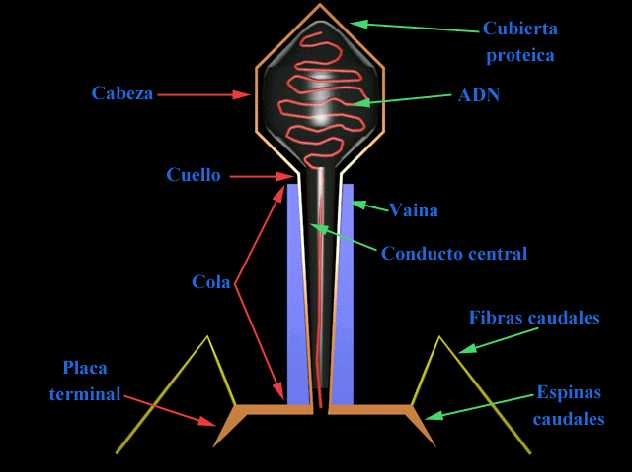 Cubierta
proteica
Cabeza
ADN
Cuello
Vaina
Conducto central
Cola
Fibras caudales
Placa
terminal
Espinas
caudales